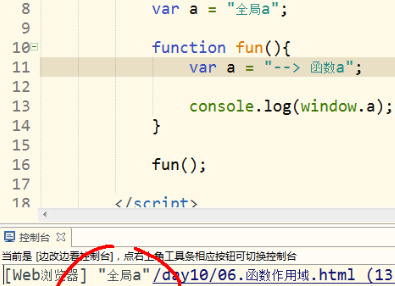 8 var a = "全局a";
9
10 function fun(){
11 var a = "--> 函数a";
12
13 console.log(window.a);
14 }
15
16 fun();
17
18 </script>
控制台
当前是 [边改边看控制台]，点右上角工具条相应按钮可切换控制台
[Web浏览器] "全局a"/day10/06.函数作用域.html (13